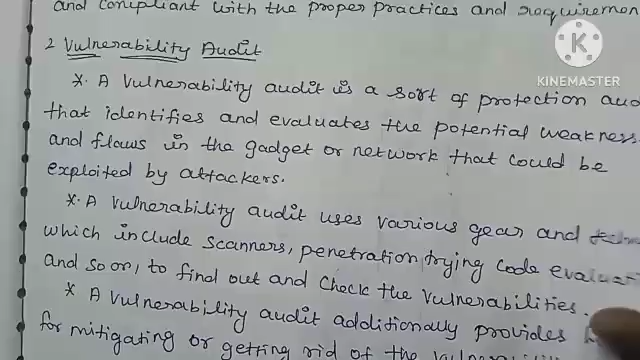 and compliant with the proper practices and requiremen
2 Vulnerability Audit
K
KINEMASTER
*. A vulnerability audit is a sort of protection aud
that identifies and evaluates the potential weakness
and flaws in the gadget or network that could be
exploited by attackers.
*. A vulnerability audit uses various gear and
which include scanners, penetration trying code evaluat
and so on, to find out and check the vulnerabilities.
* A vulnerability audit additionally provides
for mitigating or getting rid of the